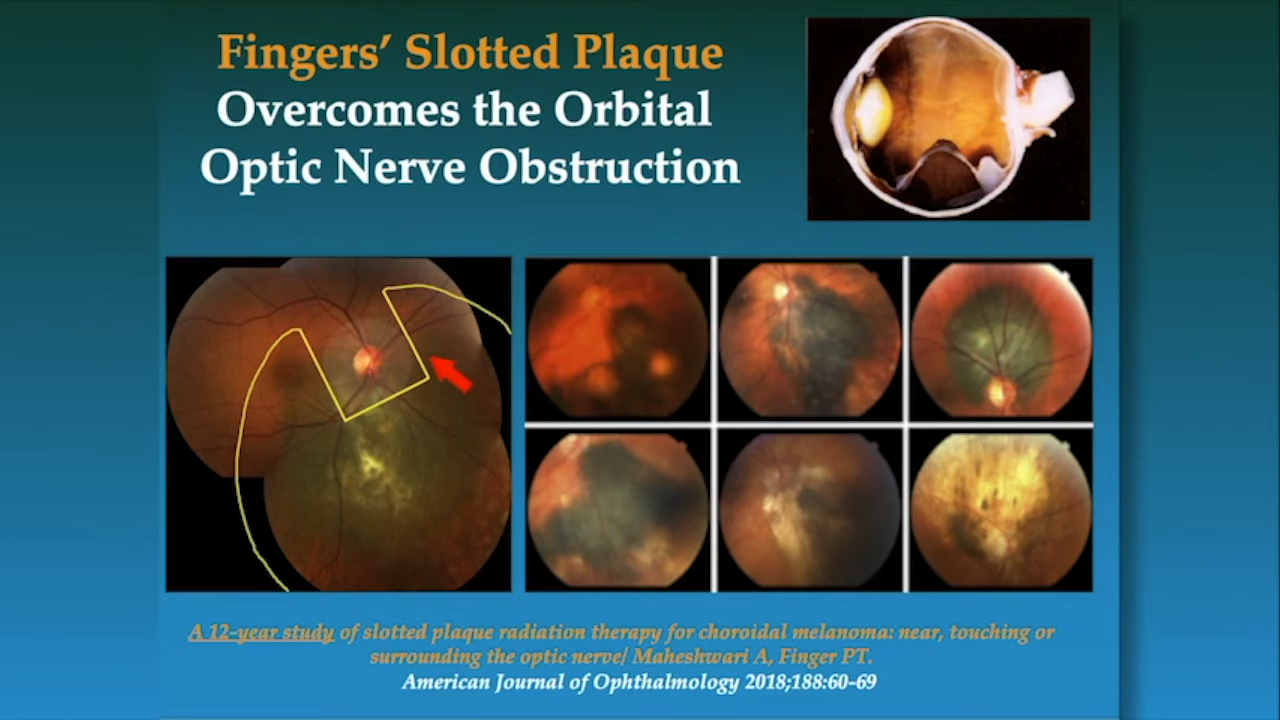 Fingers’ Slotted Plaque
Overcomes the Orbital
Optic Nerve Obstruction
A 12-year study of slotted plaque radiation therapy for choroidal melanoma: near, touching or
surrounding the optic nerve/ Maheshwari A, Finger PT.
American Journal of Ophthalmology 2018;188:60-69